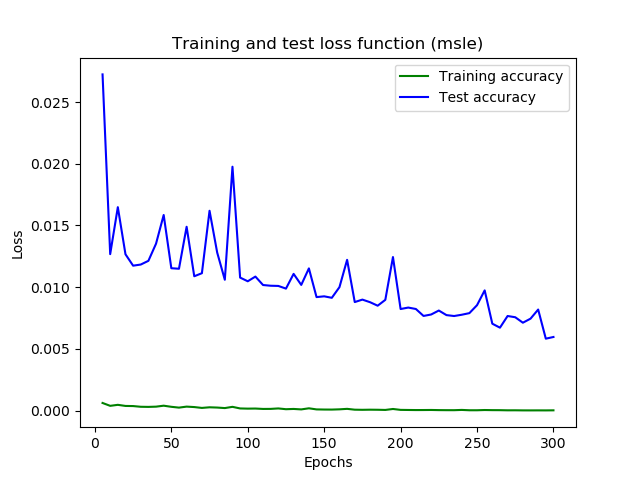 Training and test loss function (msle)
Training accuracy
Test accuracy
0.025
0.020
0.015
0.010
0.005
0.000
Loss
0 50 100 150 200 250 300
Epochs